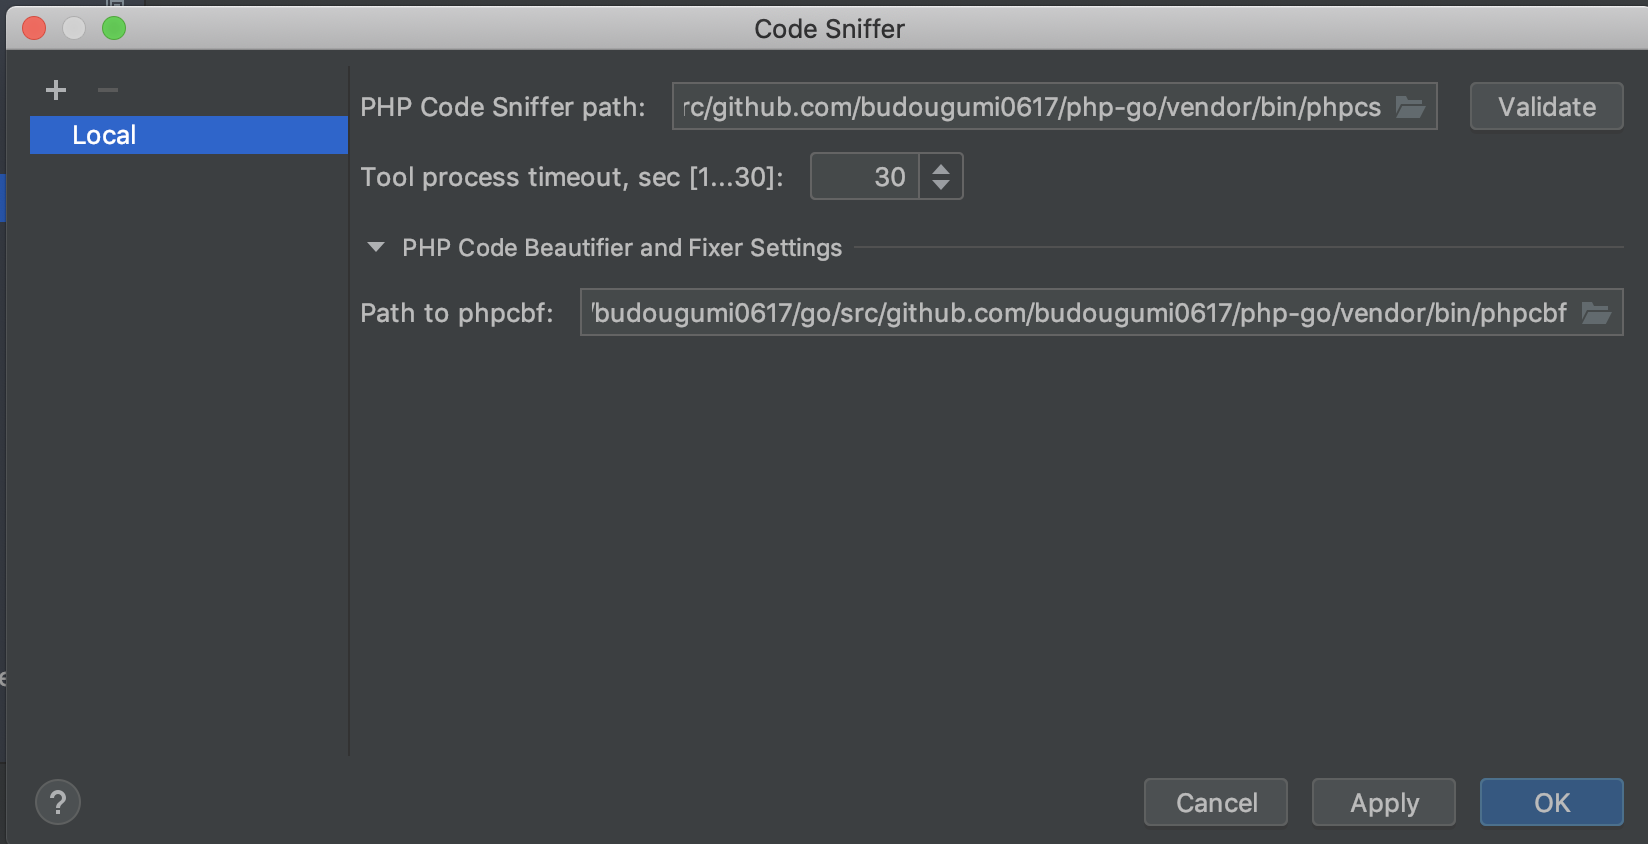 Code Sniffer
Local
PHP Code Sniffer path: rc/github.com/budougumi0617/php-go/vendor/bin/phpcs Validate
Tool process timeout, sec [1...30]: 30
PHP Code Beautifier and Fixer Settings
Path to phpcbf: /budougumi0617/go/src/github.com/budougumi0617/php-go/vendor/bin/phpcbf
? Cancel Apply OK